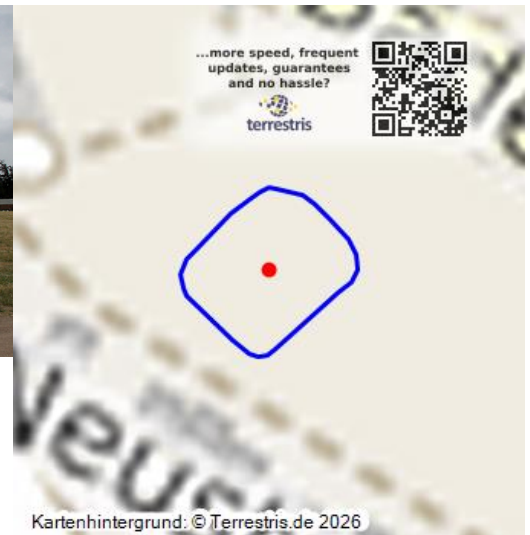 ...more speed, frequent
updates, guarantees
and no hassle?
terrestris
Neus
Kartenhintergrund: © Terrestris.de 2026